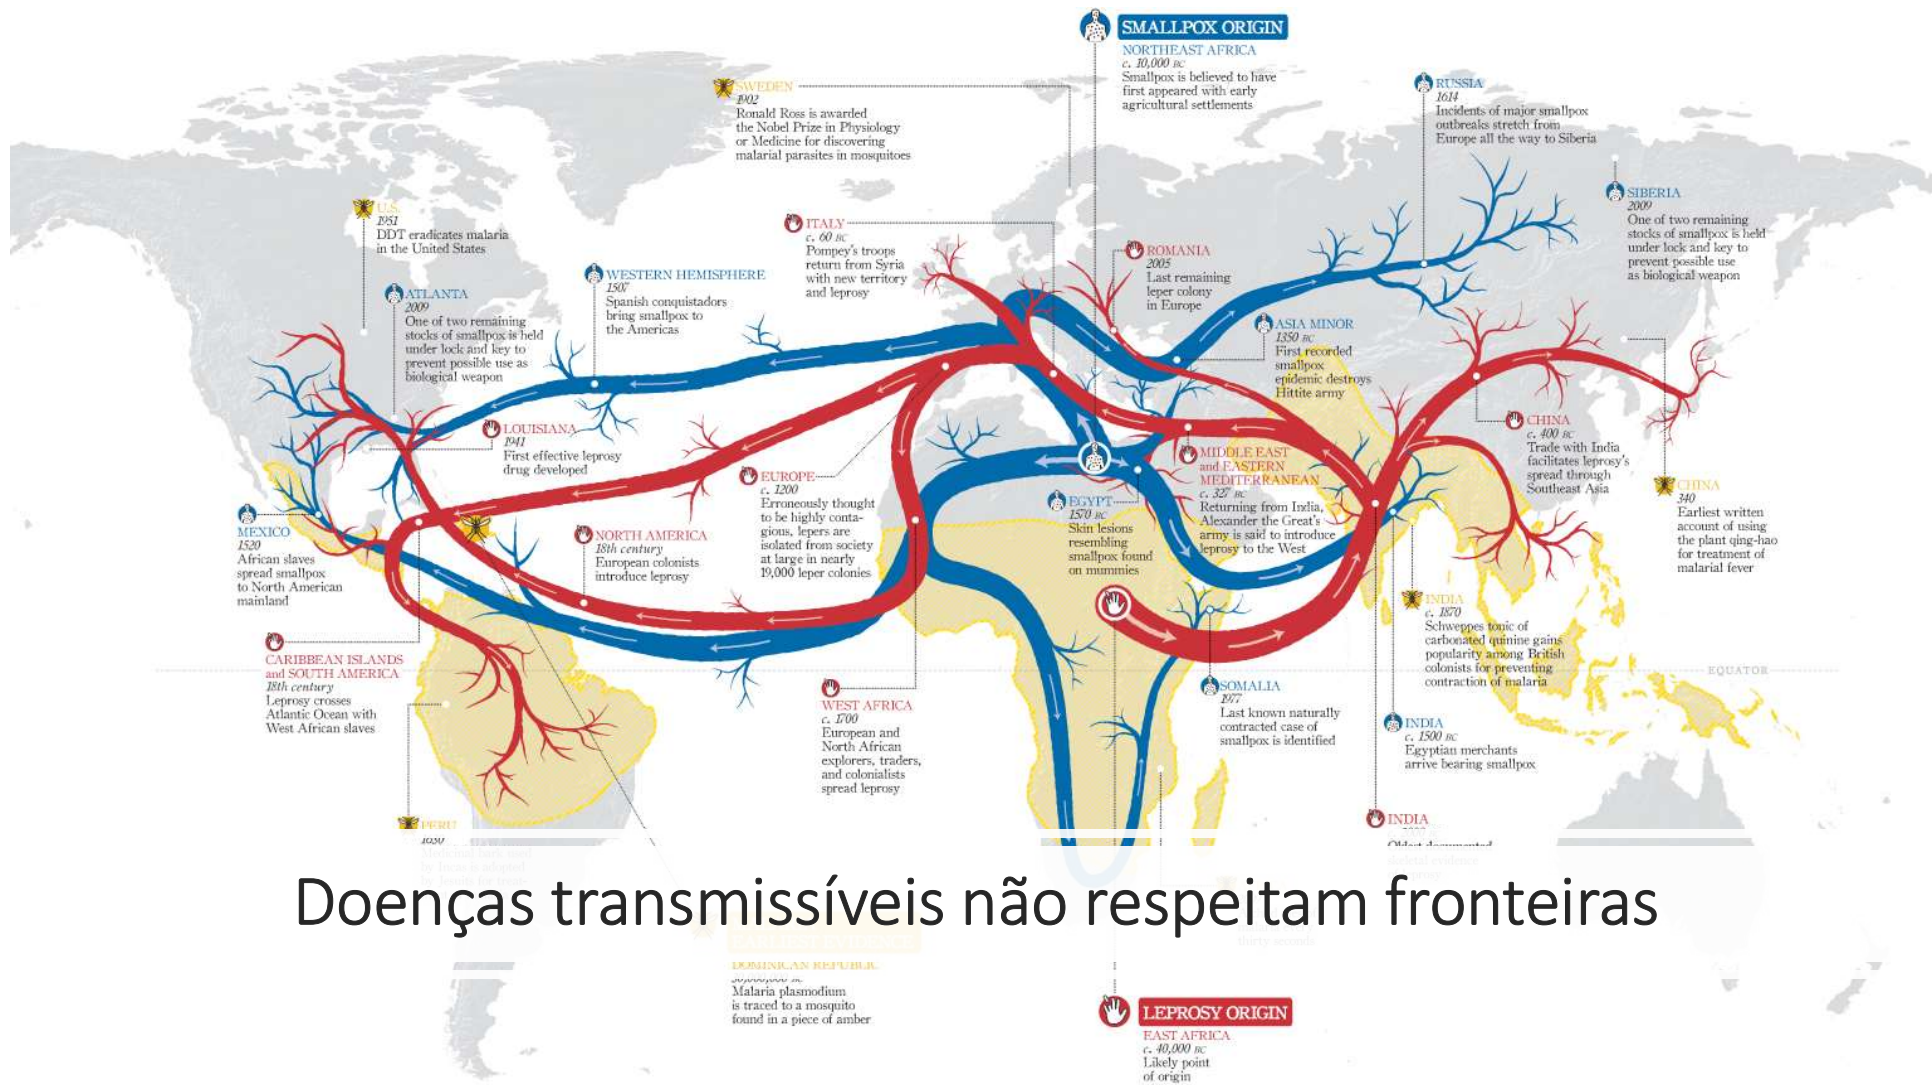 SMALLPOX ORIGIN
NORTHEAST AFRICA
c. 10,000 BC
Smallpox is believed to have
first appeared with early
agricultural settlements
SWEDEN
1902
Ronald Ross is awarded
the Nobel Prize in Physiology
or Medicine for discovering
malarial parasites in mosquitoes
RUSSIA
1614
Incidents of major smallpox
outbreaks stretch from
Europe all the way to Siberia
SIBERIA
2009
One of two remaining
stocks of smallpox is held
under lock and key to
prevent possible use
as biological weapon
U.S.
1951
DDT eradicates malaria
in the United States
ITALY
c. 60 BC
Pompey's troops
return from Syria
with new territory
and leprosy
ROMANIA
2005
Last remaining
leper colony
in Europe
WESTERN HEMISPHERE
1507
Spanish conquistadors
bring smallpox to
the Americas
ATLANTA
2009
One of two remaining
stocks of smallpox is held
under lock and key to
prevent possible use as
biological weapon
ASIA MINOR
1350 BC
First recorded
smallpox
epidemic destroys
Hittite army
LOUISIANA
1941
First effective leprosy
drug developed
CHINA
c. 400 BC
Trade with India
facilitates leprosy's
spread through
Southeast Asia
MIDDLE EAST
and EASTERN
MEDITERRANEAN
c. 327 BC
Returning from India,
Alexander the Great's
army is said to introduce
leprosy to the West
EUROPE
c. 1200
Erroneously thought
to be highly conta-
gious, lepers are
isolated from society
at large in nearly
19,000 leper colonies
EGYPT
1570 BC
Skin lesions
resembling
smallpox found
on mummies
CHINA
340
Earliest written
account of using
the plant qing-hao
for treatment of
malarial fever
MEXICO
1520
African slaves
spread smallpox
to North American
mainland
NORTH AMERICA
18th century
European colonists
introduce leprosy
INDIA
c. 1870
Schweppes tonic of
carbonated quinine gains
popularity among British
colonists for preventing
contraction of malaria
EQUATOR
CARIBBEAN ISLANDS
and SOUTH AMERICA
18th century
Leprosy crosses
Atlantic Ocean with
West African slaves
WEST AFRICA
c. 1700
European and
North African
explorers, traders,
and colonialists
spread leprosy
SOMALIA
1977
Last known naturally
contracted case of
smallpox is identified
INDIA
c. 1500 BC
Egyptian merchants
arrive bearing smallpox
PERU
1630
INDIA
Oldest documented
skeletal evidence
Doenças transmissíveis não respeitam fronteiras
thirty seconds
EARLIEST EVIDENCE
DOMINICAN REPUBLIC
Malaria plasmodium
is traced to a mosquito
found in a piece of amber
LEPROSY ORIGIN
EAST AFRICA
c. 40,000 BC
Likely point
of origin